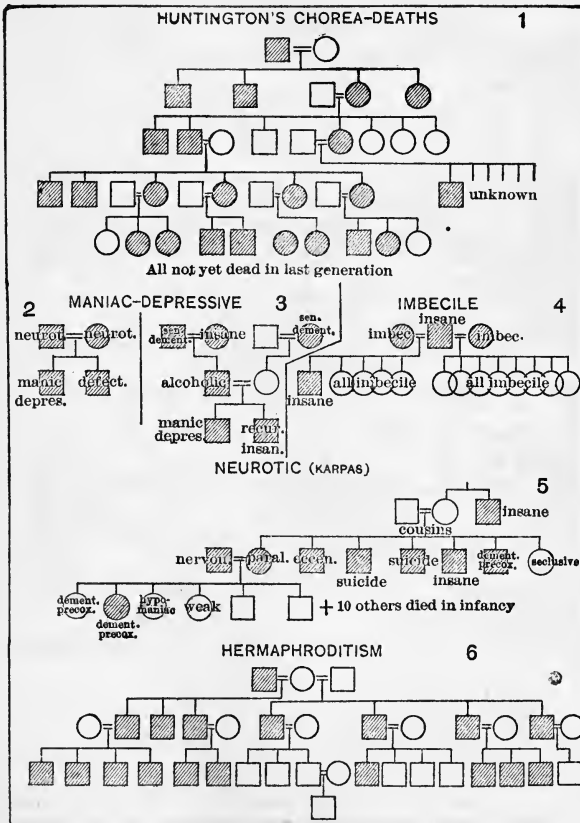 HUNTINGTON'S CHOREA-DEATHS 1
unknown
All not yet dead in last generation
2 MANIAC-DEPRESSIVE 3 IMBECILE 4
neurot. neurot.
sen. dement. insane
sen. dement.
imbec. insane imbec.
manic depres. defect.
alcoholic
insane
all imbecile
all imbecile
manic depres.
recur. insan.
NEUROTIC (KARPAS)
5
insane
cousins
nervou. paral. eccen. suicide suicide insane dement. precox. seclusive
dement. precox. dement. precox. hypo-maniac weak + 10 others died in infancy
HERMAPHRODITISM 6